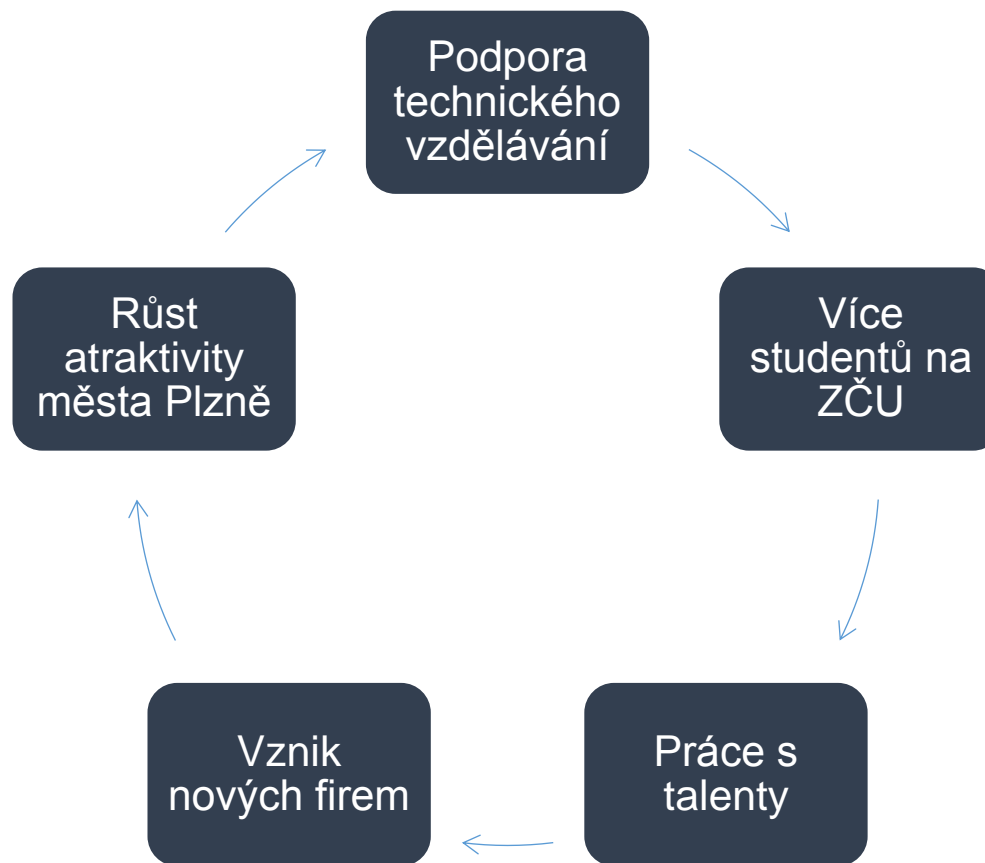 Podpora
technického
vzdělávání
Více
studentů na
ZČU
Práce s
talenty
Vznik
nových firem
Růst
atraktivity
města Plzně